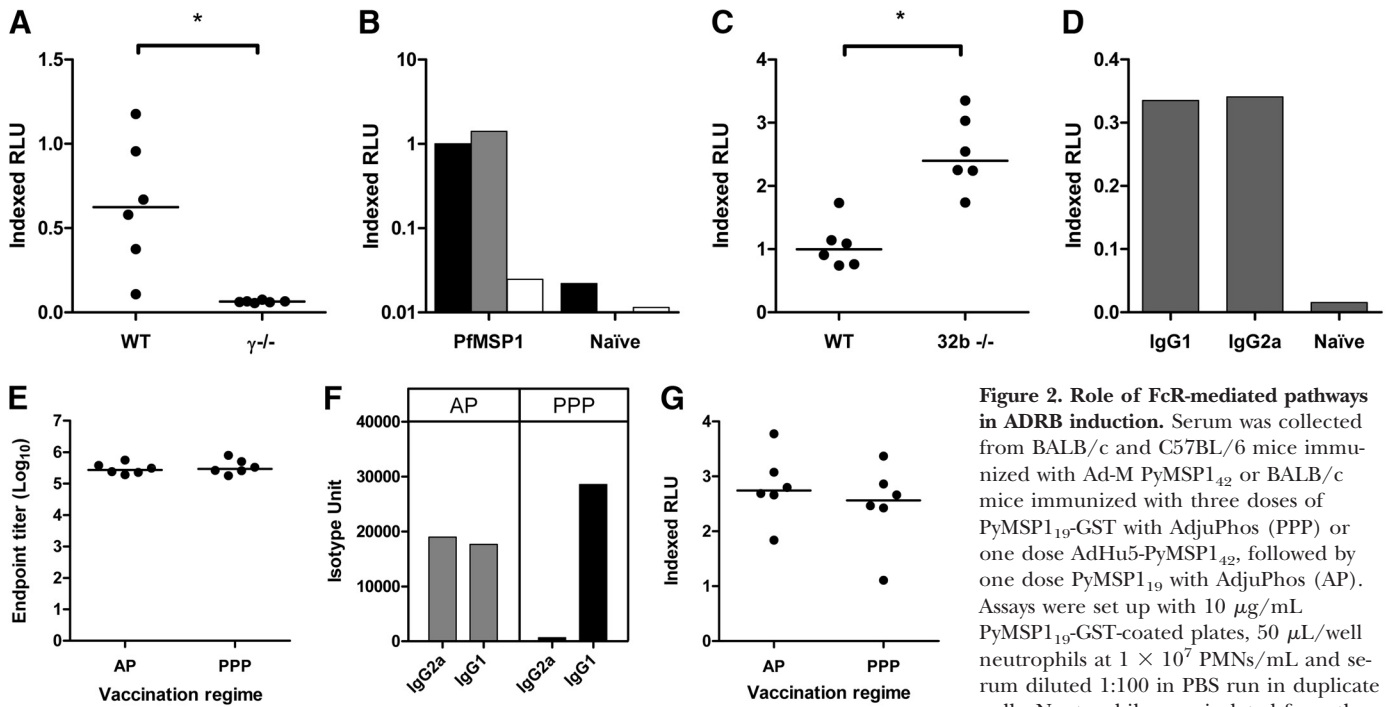 A
*
Indexed RLU
1.5
1.0
0.5
0.0
WT
γ-/-
B
Indexed RLU
10
1
0.1
0.01
PfMSP1
Naïve
C
*
Indexed RLU
4
3
2
1
0
WT
32b -/-
D
Indexed RLU
0.4
0.3
0.2
0.1
0.0
IgG1
IgG2a
Naïve
E
Endpoint titer (Log10)
7
6
5
4
3
2
1
0
AP
PPP
Vaccination regime
F
AP
PPP
Isotype Unit
40000
30000
20000
10000
0
IgG2a
IgG1
IgG2a
IgG1
G
Indexed RLU
4
3
2
1
0
AP
PPP
Vaccination regime
Figure 2. Role of FcR-mediated pathways
in ADRB induction. Serum was collected
from BALB/c and C57BL/6 mice immu-
nized with Ad-M PyMSP1₄₂ or BALB/c
mice immunized with three doses of
PyMSP1₁₉-GST with AdjuPhos (PPP) or
one dose AdHu5-PyMSP1₄₂, followed by
one dose PyMSP1₁₉ with AdjuPhos (AP).
Assays were set up with 10 μg/mL
PyMSP1₁₉-GST-coated plates, 50 μL/well
neutrophils at 1 × 10⁷ PMNs/mL and se-
rum diluted 1:100 in PBS run in duplicate